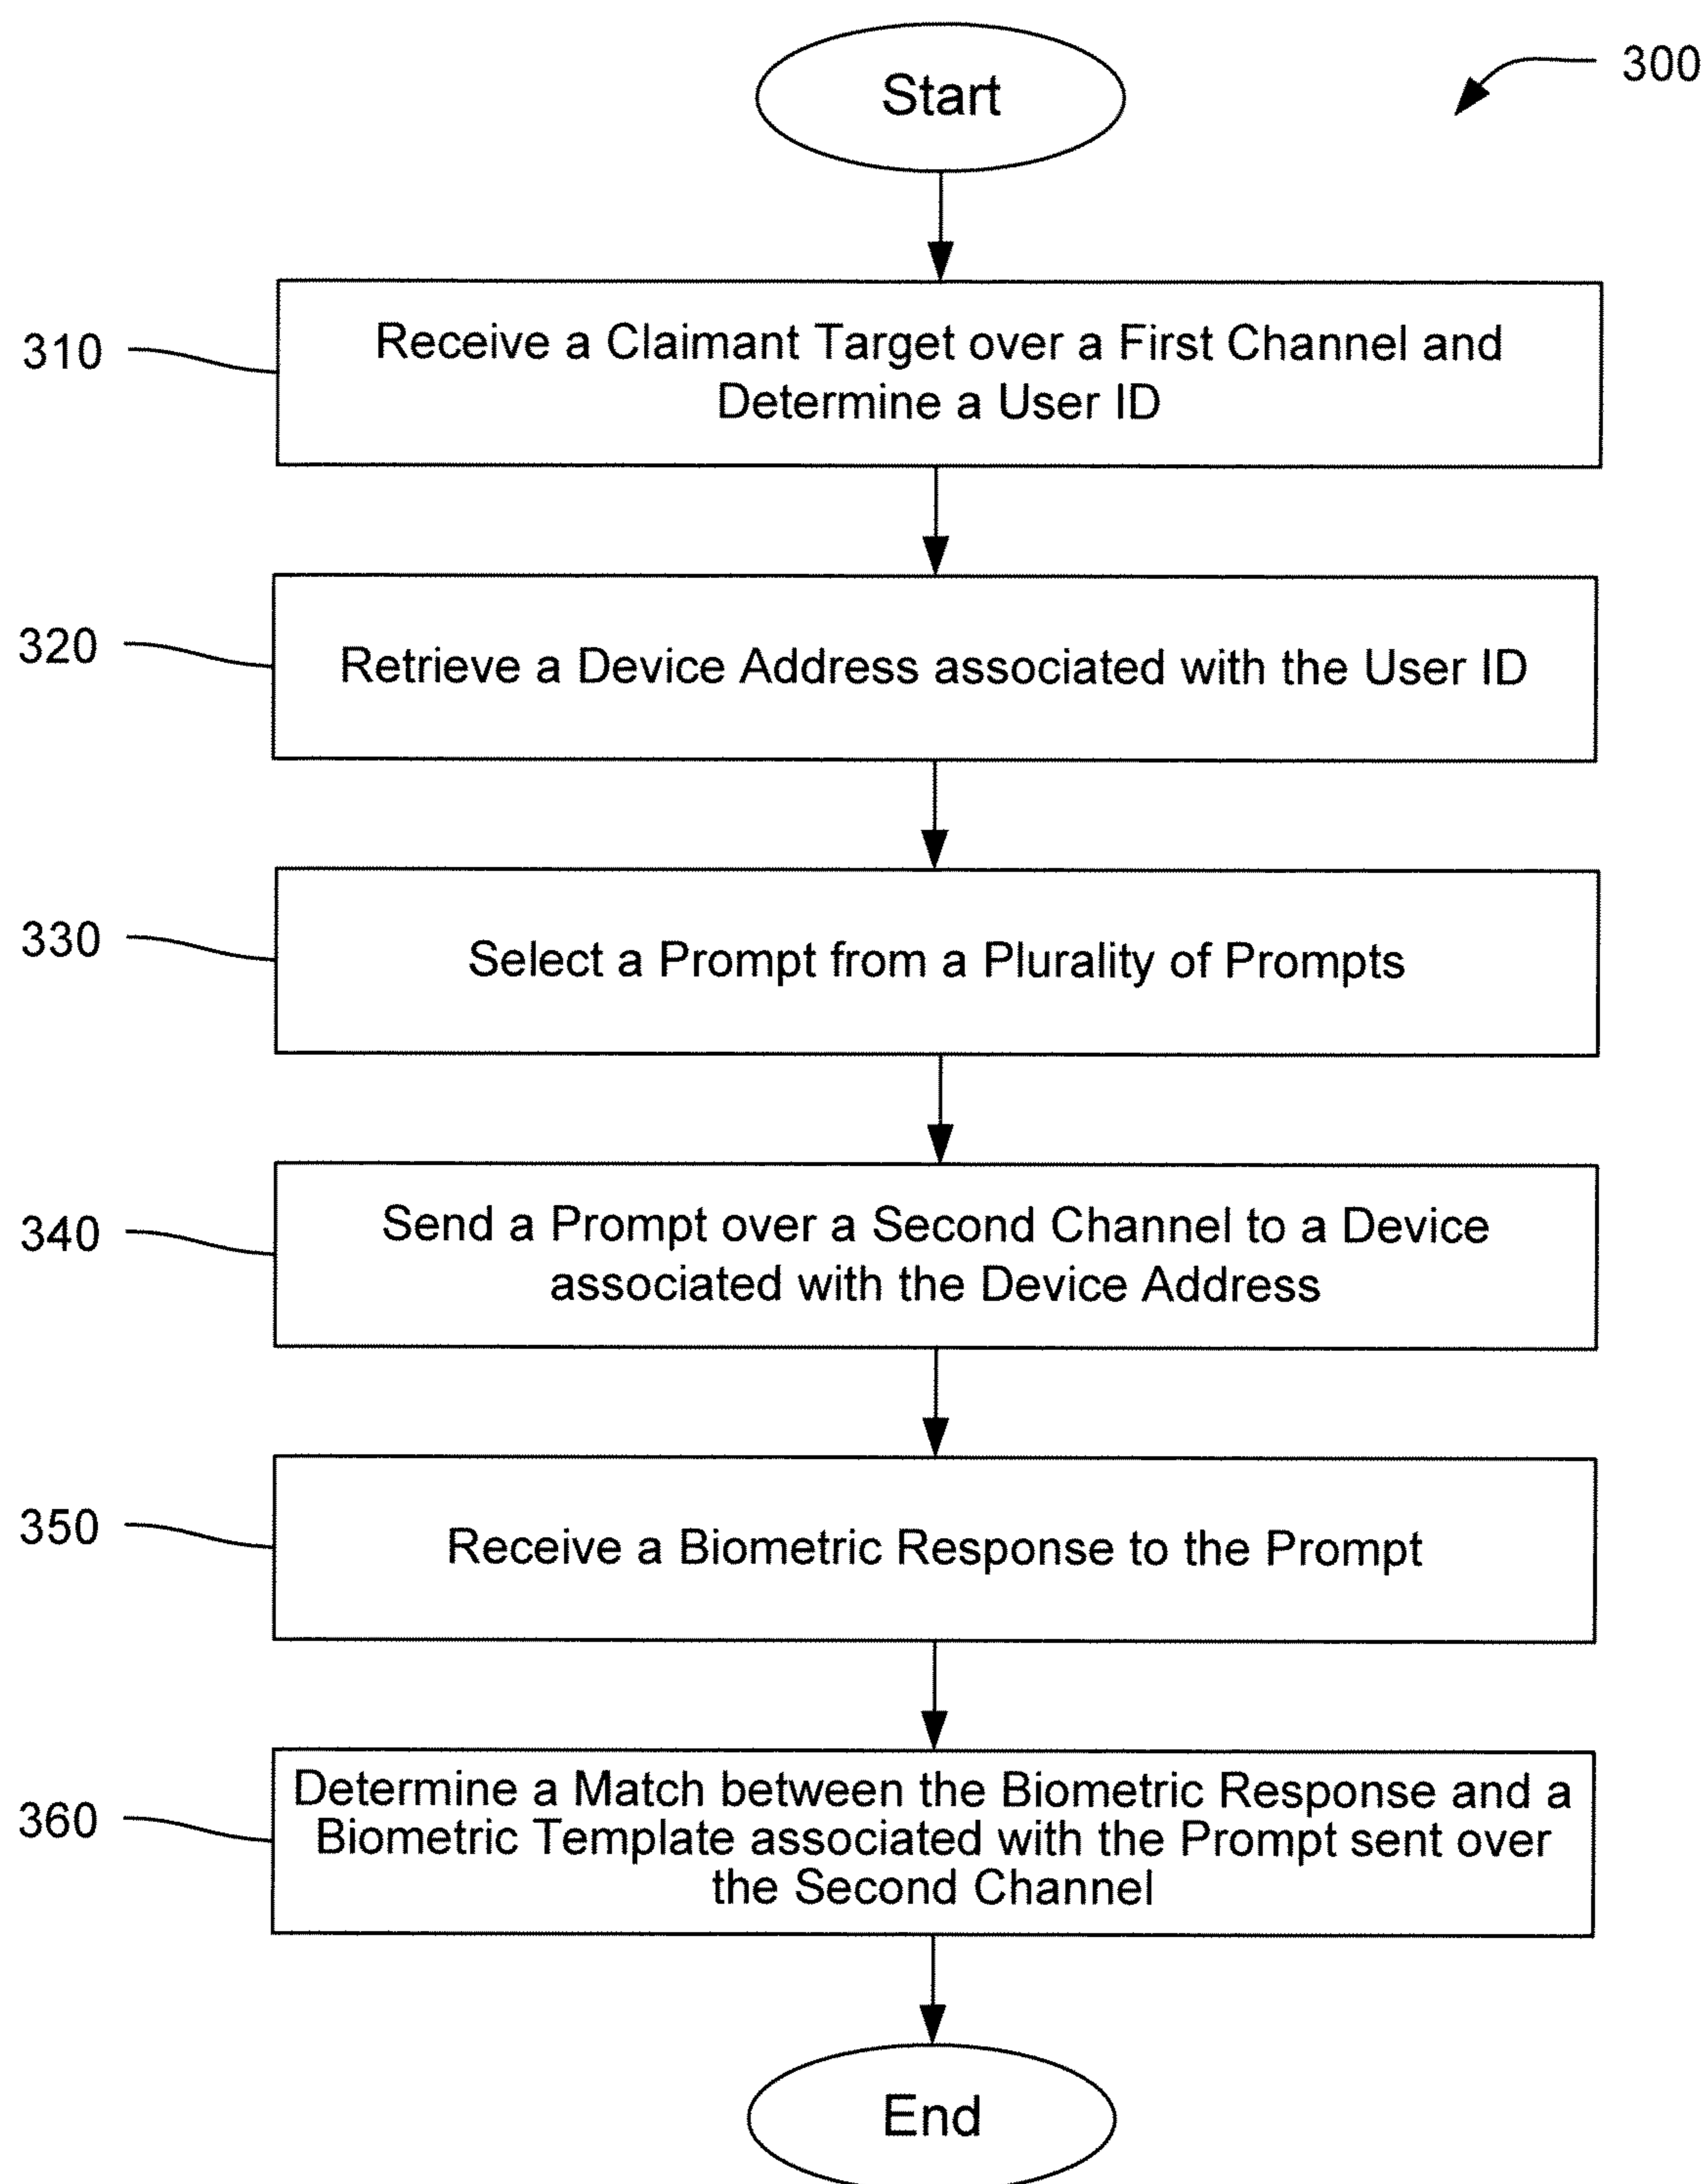 Start
300
310
Receive a Claimant Target over a First Channel and
Determine a User ID
320
Retrieve a Device Address associated with the User ID
330
Select a Prompt from a Plurality of Prompts
340
Send a Prompt over a Second Channel to a Device
associated with the Device Address
350
Receive a Biometric Response to the Prompt
360
Determine a Match between the Biometric Response and a
Biometric Template associated with the Prompt sent over
the Second Channel
End